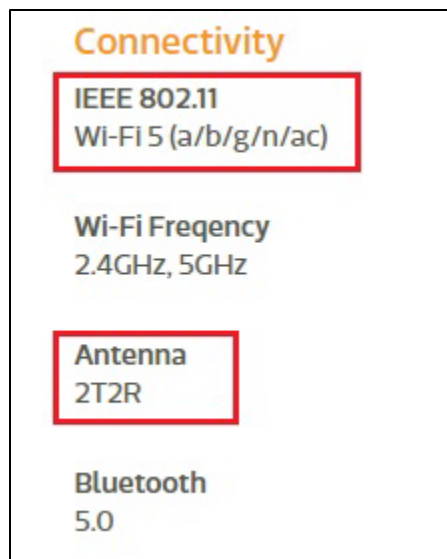 Connectivity
IEEE 802.11
Wi-Fi 5 (a/b/g/n/ac)
Wi-Fi Freqency
2.4GHz, 5GHz
Antenna
2T2R
Bluetooth
5.0